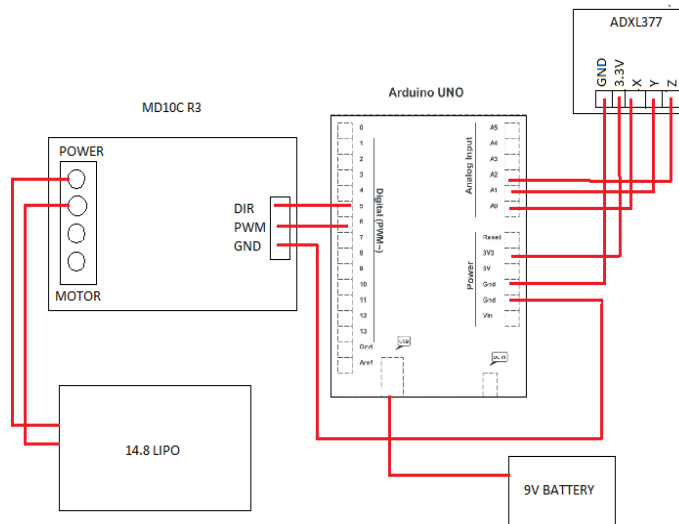 ADXL377
GND
3.3V
X
Y
Z
Arduino UNO
MD10C R3
POWER
MOTOR
DIR
PWM
GND
0
1
2
3
4
5
6
7
8
9
10
11
12
13
Gnd
Aref
Digital (PWM~)
USB
Analog Input
A5
A4
A3
A2
A1
A0
Power
Reset
3V3
5V
Gnd
Gnd
Vin
DC IN
14.8 LIPO
9V BATTERY